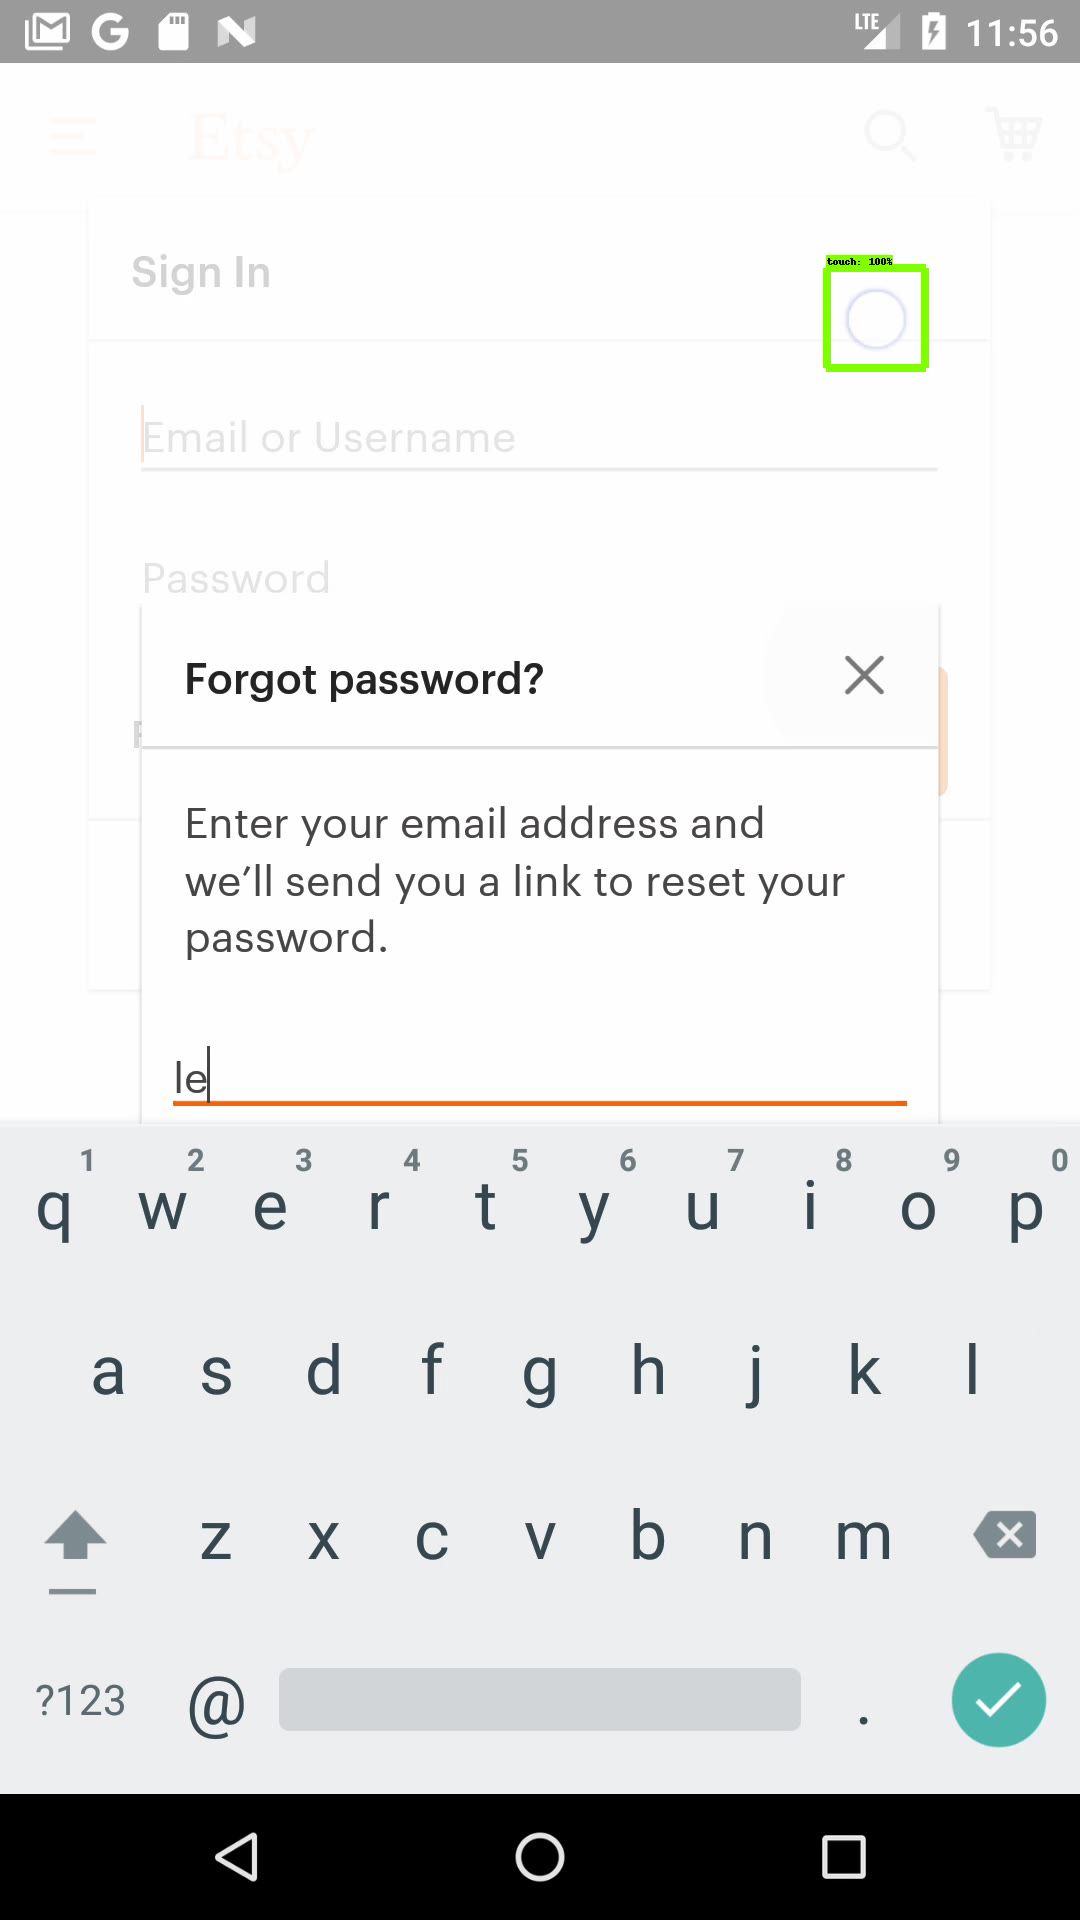 LTE 11:56
Etsy
Sign In
touch: 100%
Email or Username
Password
Forgot password?
Enter your email address and
we’ll send you a link to reset your
password.
le
1 2 3 4 5 6 7 8 9 0
q w e r t y u i o p
a s d f g h j k l
z x c v b n m
?123 @ .